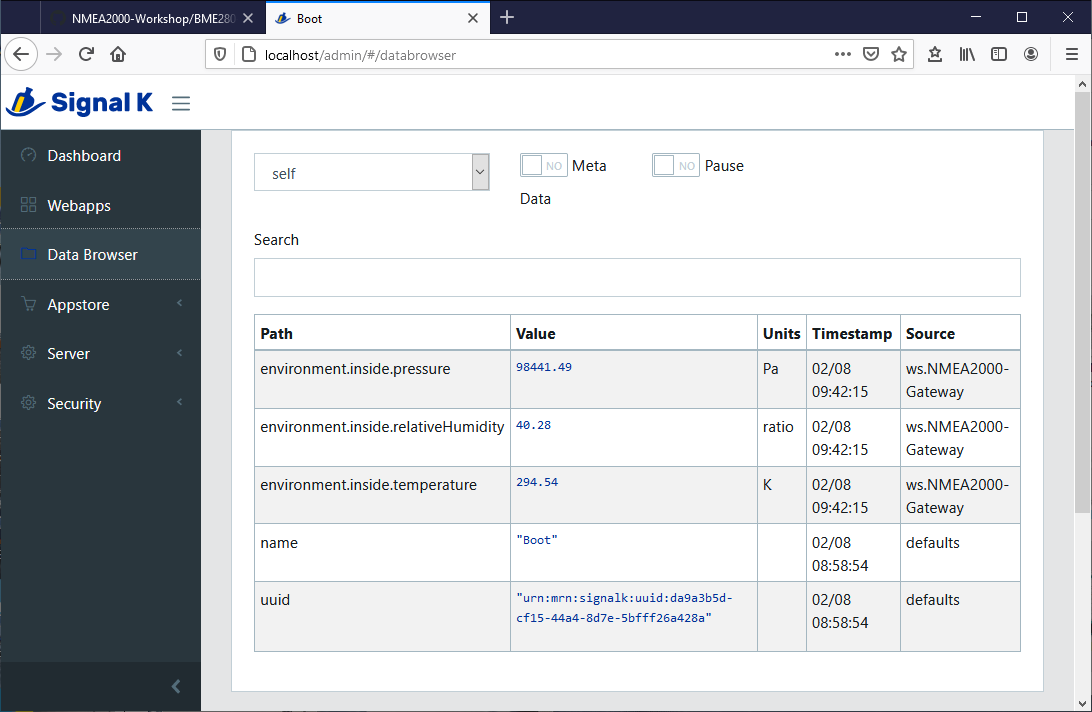 NMEA2000-Workshop/BME280
Boot
localhost/admin/#/databrowser
Signal K
Dashboard
Webapps
Data Browser
Appstore
Server
Security
self
NO Meta Data
NO Pause
Search
Path Value Units Timestamp Source
environment.inside.pressure 98441.49 Pa 02/08 09:42:15 ws.NMEA2000-Gateway
environment.inside.relativeHumidity 40.28 ratio 02/08 09:42:15 ws.NMEA2000-Gateway
environment.inside.temperature 294.54 K 02/08 09:42:15 ws.NMEA2000-Gateway
name "Boot" 02/08 08:58:54 defaults
uuid "urn:mrn:signalk:uuid:da9a3b5d-cf15-44a4-8d7e-5bfff26a428a" 02/08 08:58:54 defaults